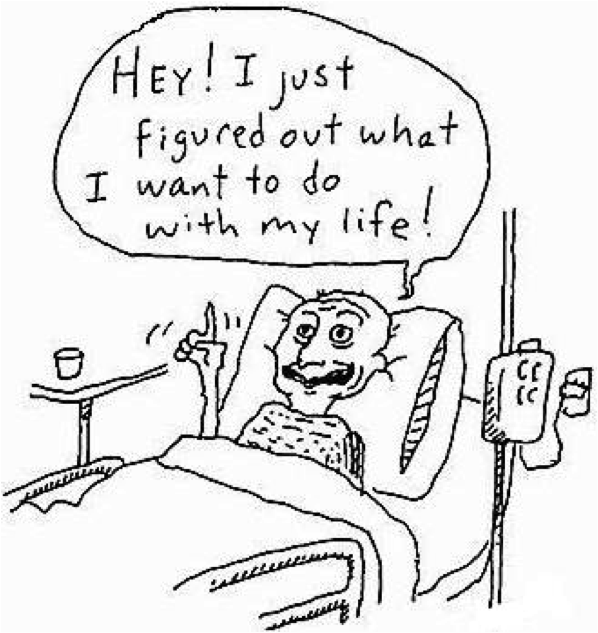 HEY! I just
figured out what
I want to do
with my life!